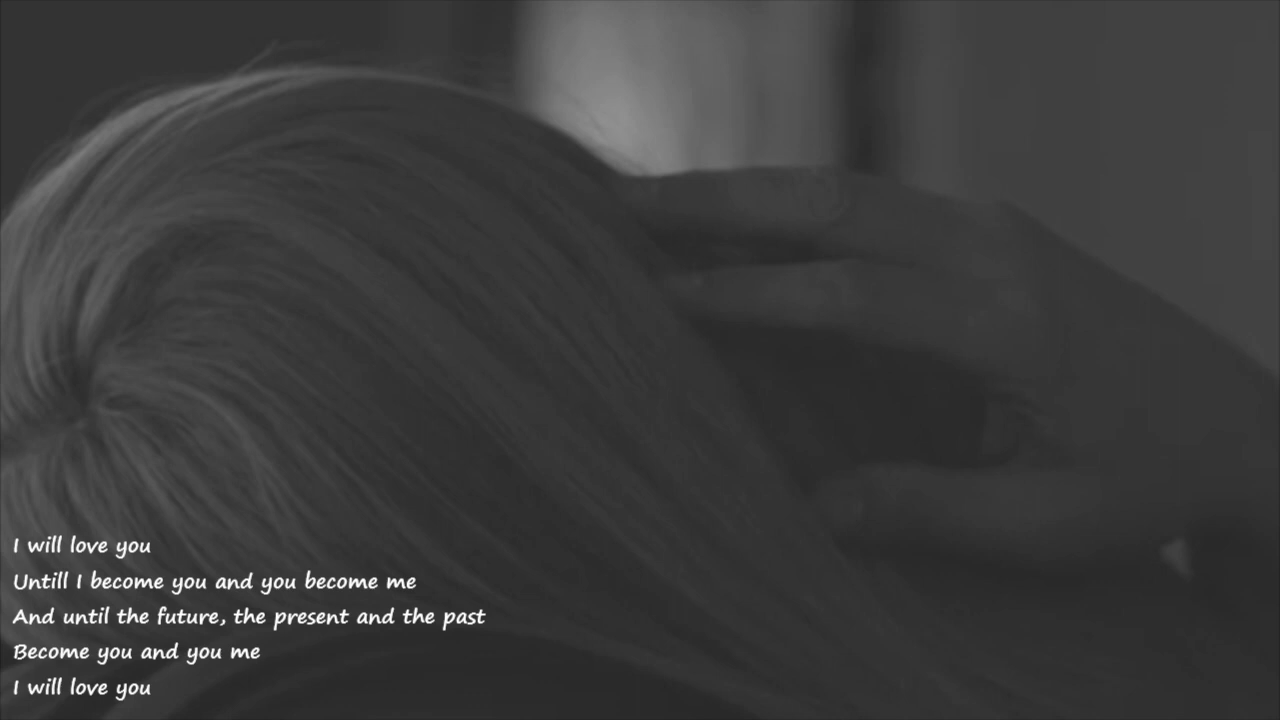 I will love you
Untill I become you and you become me
And until the future, the present and the past
Become you and you me
I will love you